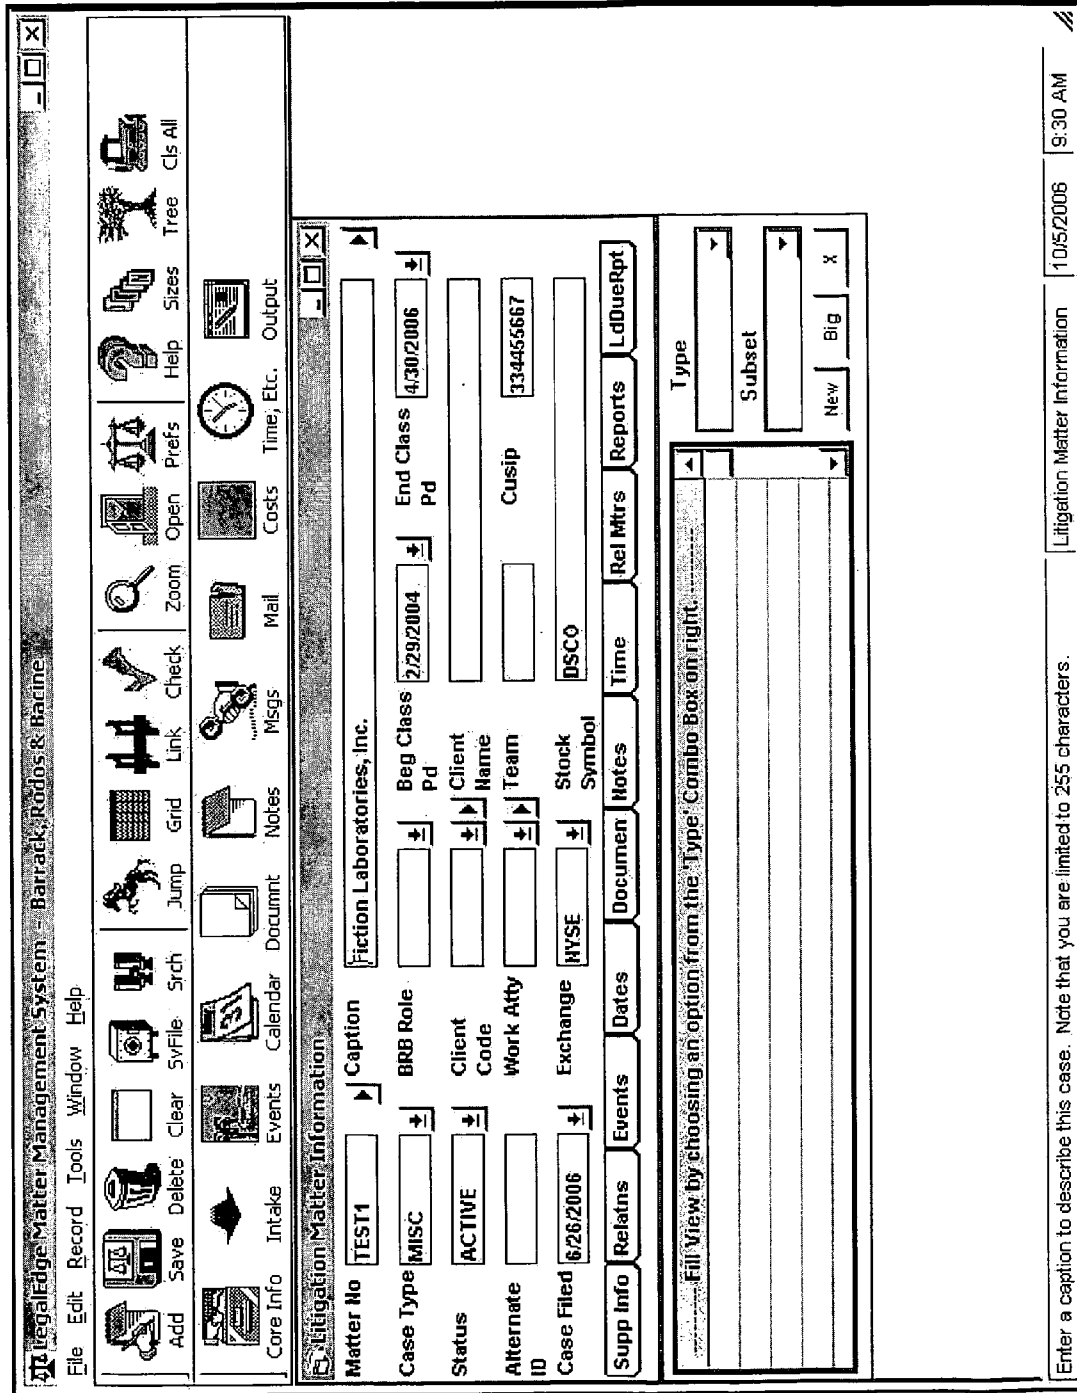 LegalEdge Matter Management System - Barrack, Rodos & Bacine
File Edit Record Tools Window Help
Add Save Delete Clear SvFile Srch Jump Grid Link Check Zoom Open Prefs Help Sizes Tree Cls All
Core Info Intake Events Calendar Documnt Notes Msgs Mail Costs Time, Etc. Output
Litigation Matter Information
Matter No TEST1 Caption Fiction Laboratories, Inc.
Case Type MISC BRB Role Beg Class Pd 2/29/2004 End Class Pd 4/30/2006
Status ACTIVE Client Code Client Name
Alternate ID Work Atty Team Cusip 334455667
Case Filed 6/26/2006 Exchange NYSE Stock Symbol DSCO
Supp Info Relatns Events Dates Documen Notes Time Rel Mtrs Reports LdDueRpt
Fill View by choosing an option from the 'Type' Combo Box on right.
Type
Subset
New Big X
Enter a caption to describe this case. Note that you are limited to 255 characters. Litigation Matter Information 10/5/2006 9:30 AM